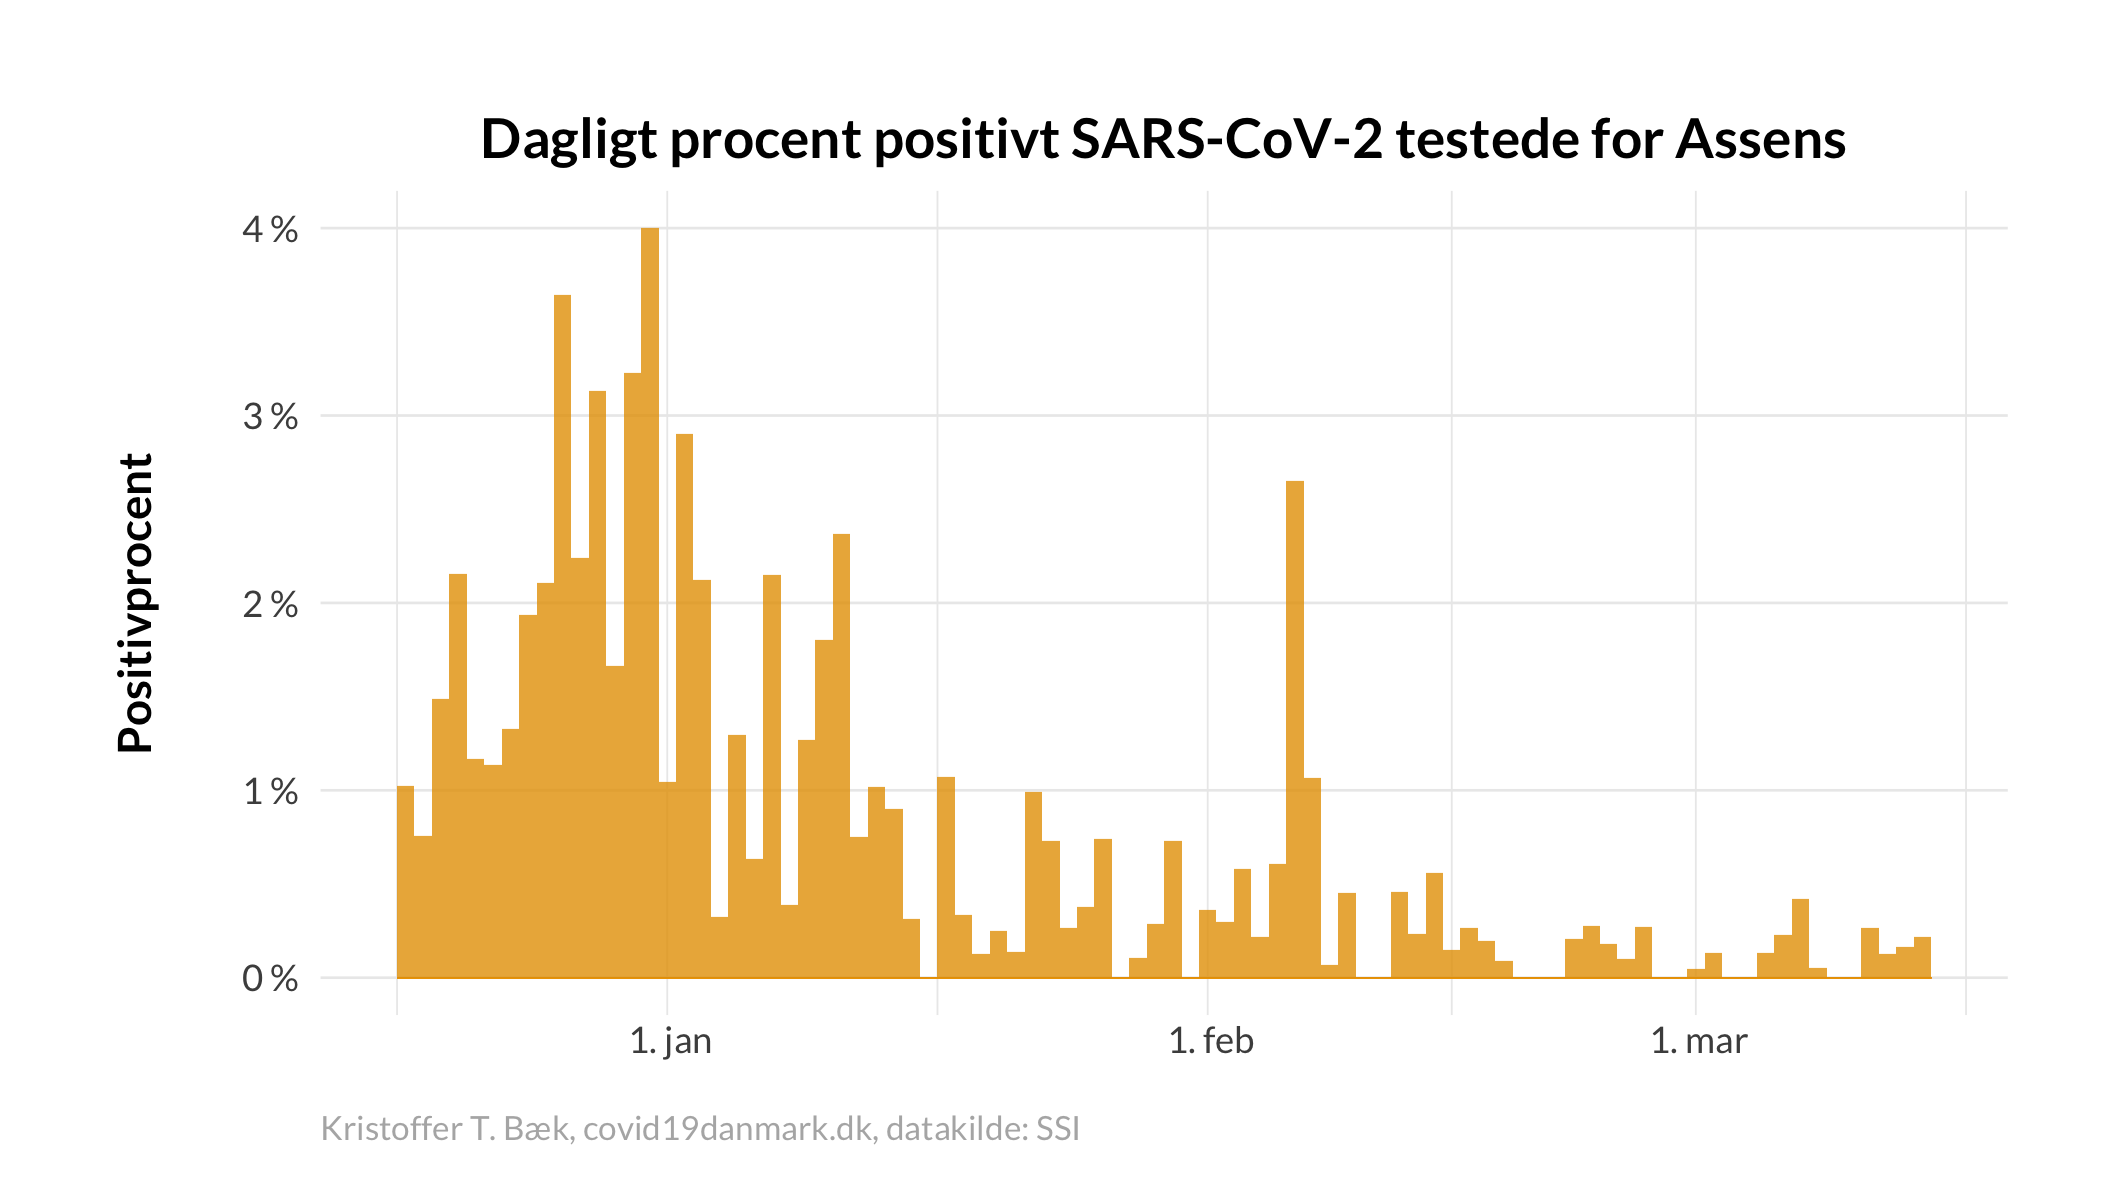 Dagligt procent positivt SARS-CoV-2 testede for Assens
Positivprocent
4 %
3 %
2 %
1 %
0 %
1. jan
1. feb
1. mar
Kristoffer T. Bæk, covid19danmark.dk, datakilde: SSI